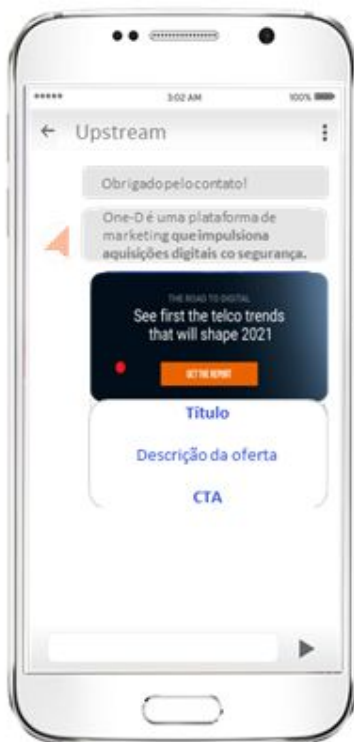 3:02 AM
100%
Upstream
Obrigado pelo contato!
One-D é uma plataforma de
marketing que impulsiona
aquisições digitais co segurança.
THE ROAD TO DIGITAL
See first the telco trends
that will shape 2021
GET THE REPORT
Título
Descrição da oferta
CTA